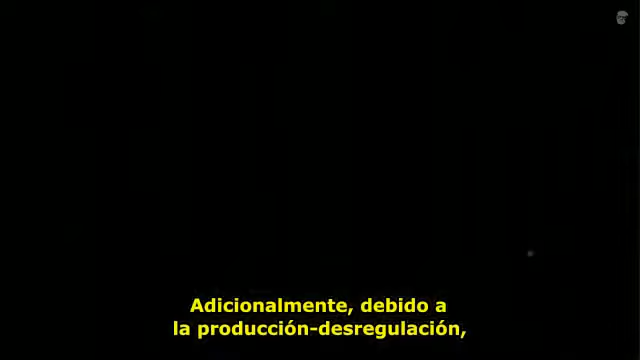 Adicionalmente, debido a
la producción-desregulación,